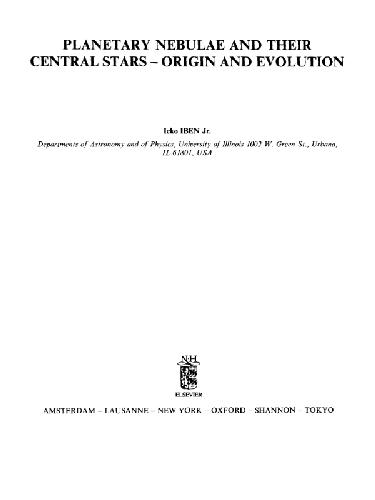 PLANETARY NEBULAE AND THEIR
CENTRAL STARS – ORIGIN AND EVOLUTION
Icko IBEN Jr.
Departments of Astronomy and of Physics, University of Illinois 1002 W. Green St., Urbana,
IL 61801, USA
N·H
ELSEVIER
AMSTERDAM – LAUSANNE – NEW YORK – OXFORD – SHANNON – TOKYO